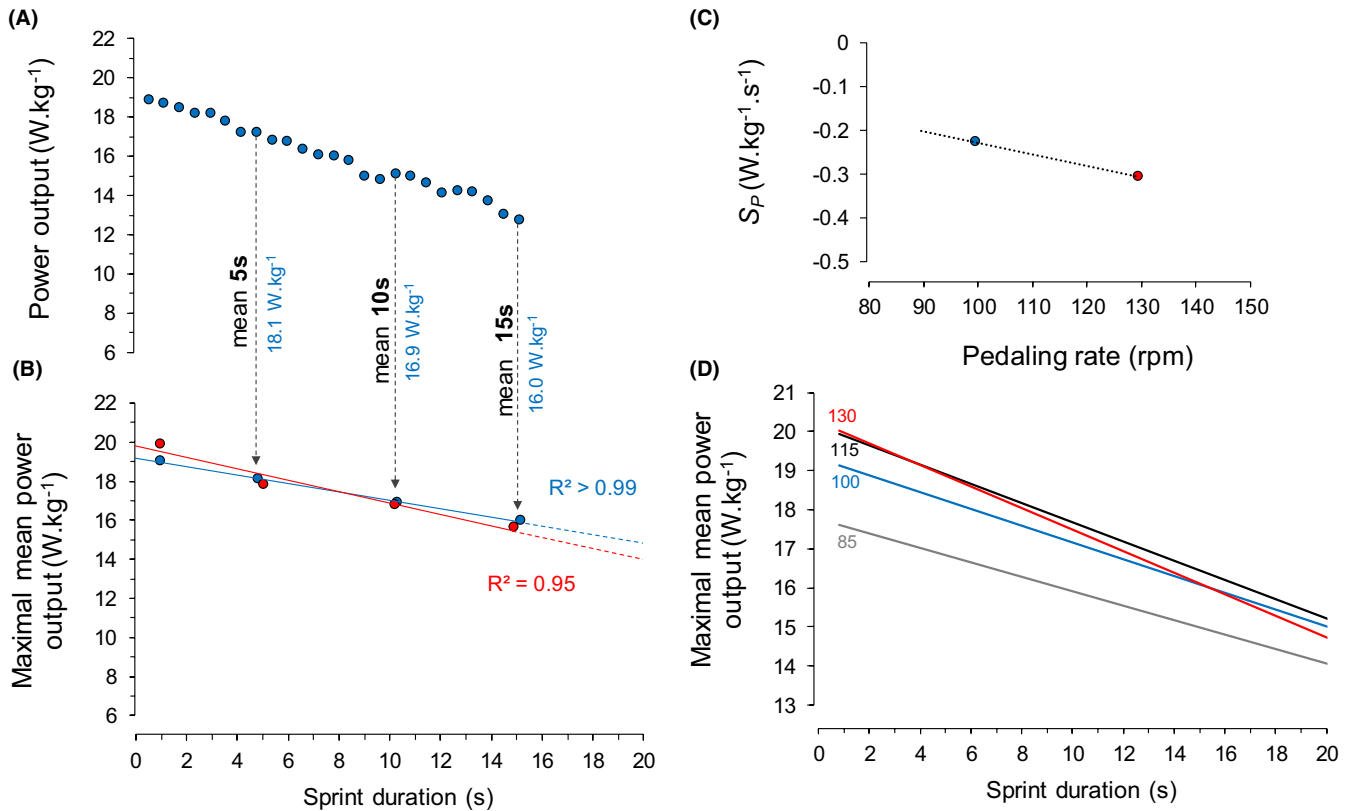 (A)
Power output (W.kg-1)
22
20
18
16
14
12
10
8
6
mean 5s
18.1 W.kg-1
mean 10s
16.9 W.kg-1
mean 15s
16.0 W.kg-1
(B)
Maximal mean power
output (W.kg-1)
22
20
18
16
14
12
10
8
6
R² > 0.99
R² = 0.95
0 2 4 6 8 10 12 14 16 18 20
Sprint duration (s)
(C)
SP (W.kg-1.s-1)
0
-0.1
-0.2
-0.3
-0.4
-0.5
80 90 100 110 120 130 140 150
Pedaling rate (rpm)
(D)
Maximal mean power
output (W.kg-1)
21
20
19
18
17
16
15
14
13
130
115
100
85
0 2 4 6 8 10 12 14 16 18 20
Sprint duration (s)